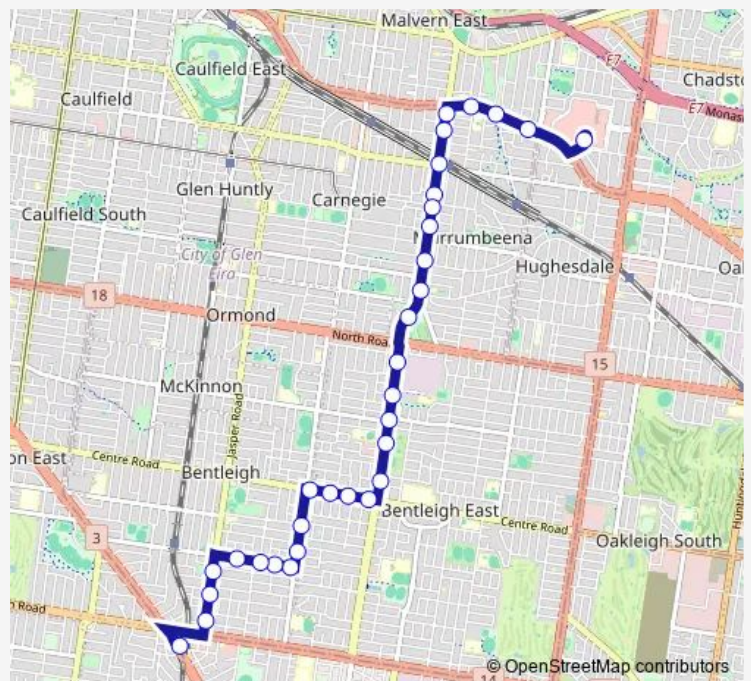 Malvern East
E7
Chadsto
Caulfield East
Caulfield
E7 Monas
Glen Huntly
Carnegie
Caulfield South
Murrumbeena
City of Glen
Eira
Hughesdale
Oa
18
Ormond
North Roa
15
McKinnon
Jasper Road
on East
Centre Road
Bentleigh
Huntingd
Bentleigh East
Centre Road
3
Oakleigh South
h Road
14
© OpenStreetMap contributors